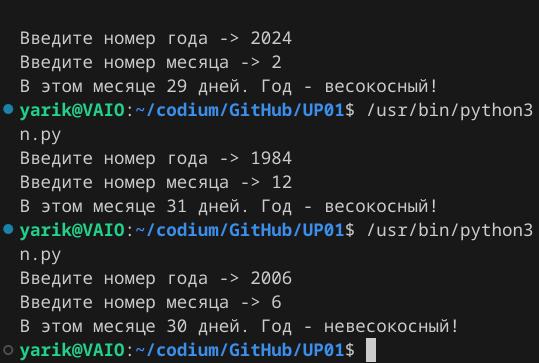 Введите номер года -> 2024
Введите номер месяца -> 2
В этом месяце 29 дней. Год - весокосный!
yarik@VAIO:~/codium/GitHub/UP01$ /usr/bin/python3
n.py
Введите номер года -> 1984
Введите номер месяца -> 12
В этом месяце 31 дней. Год - весокосный!
yarik@VAIO:~/codium/GitHub/UP01$ /usr/bin/python3
n.py
Введите номер года -> 2006
Введите номер месяца -> 6
В этом месяце 30 дней. Год - невесокосный!
yarik@VAIO:~/codium/GitHub/UP01$